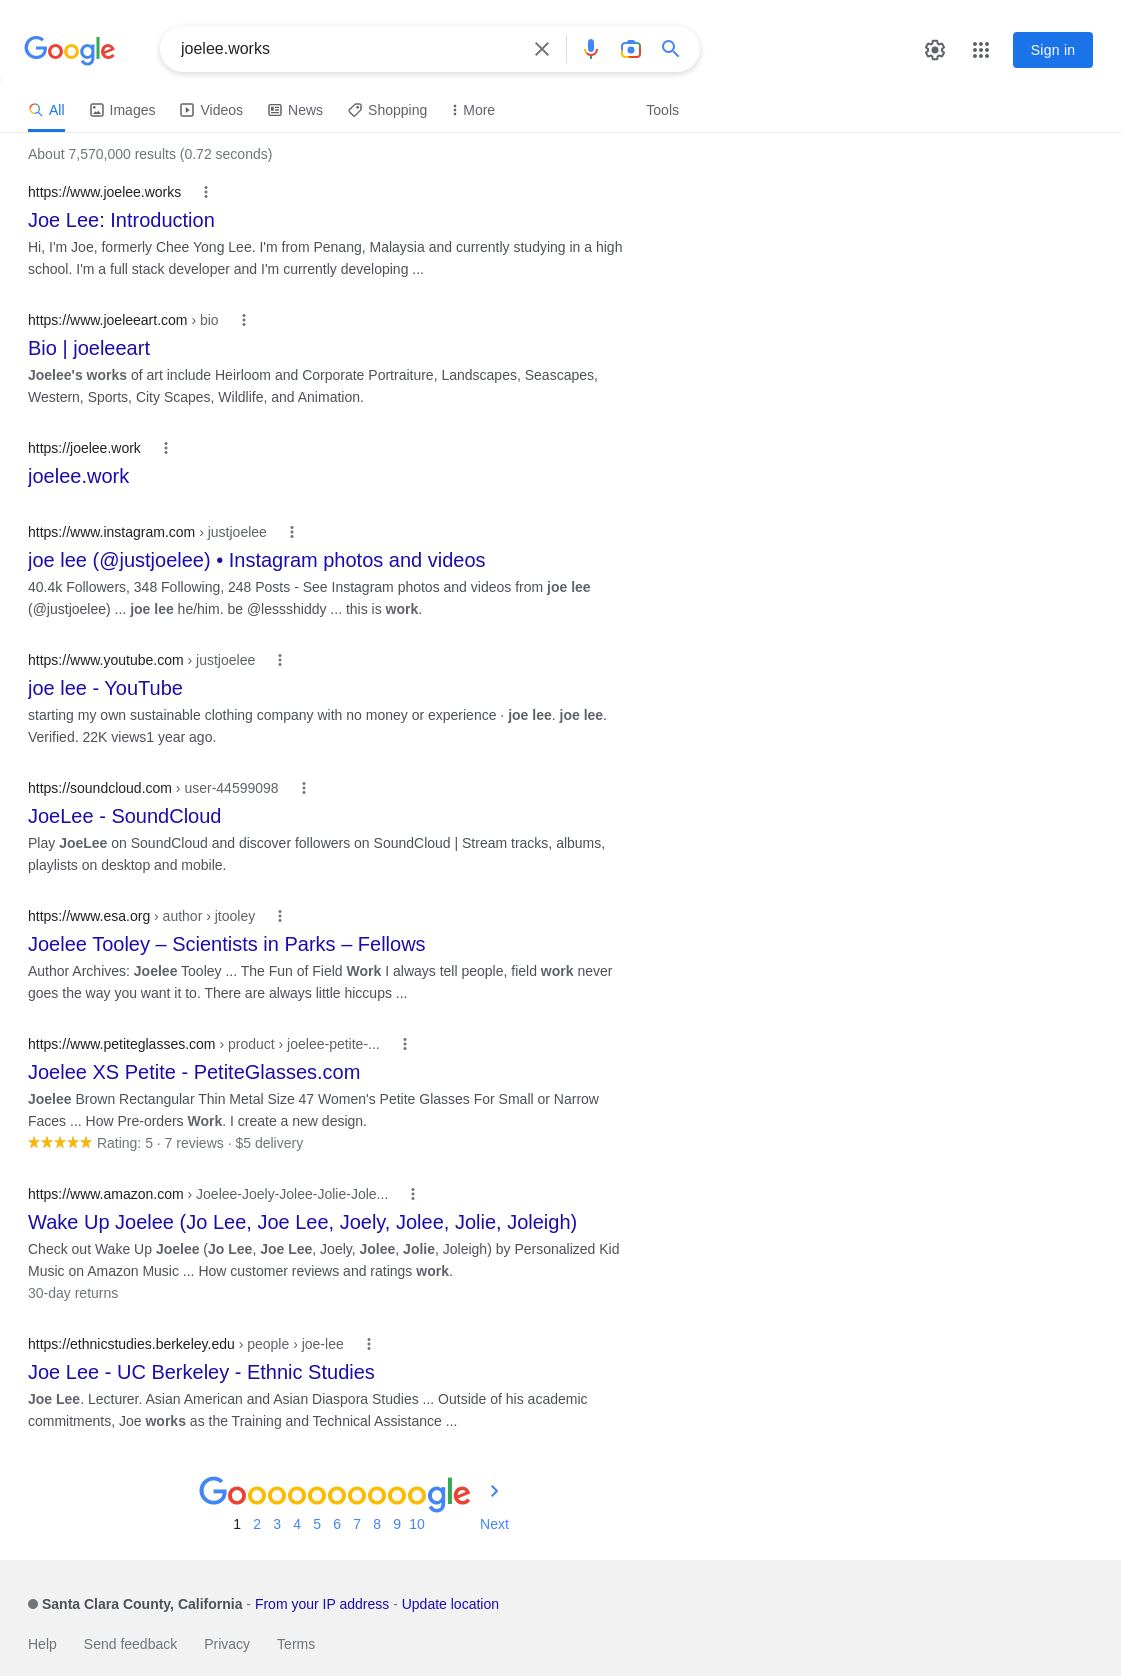 Google
joelee.works
Sign in
All Images Videos News Shopping More Tools
About 7,570,000 results (0.72 seconds)
https://www.joelee.works
Joe Lee: Introduction
Hi, I'm Joe, formerly Chee Yong Lee. I'm from Penang, Malaysia and currently studying in a high
school. I'm a full stack developer and I'm currently developing ...
https://www.joeleeart.com › bio
Bio | joeleeart
Joelee's works of art include Heirloom and Corporate Portraiture, Landscapes, Seascapes,
Western, Sports, City Scapes, Wildlife, and Animation.
https://joelee.work
joelee.work
https://www.instagram.com › justjoelee
joe lee (@justjoelee) • Instagram photos and videos
40.4k Followers, 348 Following, 248 Posts - See Instagram photos and videos from joe lee
(@justjoelee) ... joe lee he/him. be @lessshiddy ... this is work.
https://www.youtube.com › justjoelee
joe lee - YouTube
starting my own sustainable clothing company with no money or experience · joe lee. joe lee.
Verified. 22K views1 year ago.
https://soundcloud.com › user-44599098
JoeLee - SoundCloud
Play JoeLee on SoundCloud and discover followers on SoundCloud | Stream tracks, albums,
playlists on desktop and mobile.
https://www.esa.org › author › jtooley
Joelee Tooley – Scientists in Parks – Fellows
Author Archives: Joelee Tooley ... The Fun of Field Work I always tell people, field work never
goes the way you want it to. There are always little hiccups ...
https://www.petiteglasses.com › product › joelee-petite-...
Joelee XS Petite - PetiteGlasses.com
Joelee Brown Rectangular Thin Metal Size 47 Women's Petite Glasses For Small or Narrow
Faces ... How Pre-orders Work. I create a new design.
Rating: 5 · 7 reviews · $5 delivery
https://www.amazon.com › Joelee-Joely-Jolee-Jolie-Jole...
Wake Up Joelee (Jo Lee, Joe Lee, Joely, Jolee, Jolie, Joleigh)
Check out Wake Up Joelee (Jo Lee, Joe Lee, Joely, Jolee, Jolie, Joleigh) by Personalized Kid
Music on Amazon Music ... How customer reviews and ratings work.
30-day returns
https://ethnicstudies.berkeley.edu › people › joe-lee
Joe Lee - UC Berkeley - Ethnic Studies
Joe Lee. Lecturer. Asian American and Asian Diaspora Studies ... Outside of his academic
commitments, Joe works as the Training and Technical Assistance ...
Goooooooooogle
1 2 3 4 5 6 7 8 9 10 Next
Santa Clara County, California - From your IP address - Update location
Help Send feedback Privacy Terms